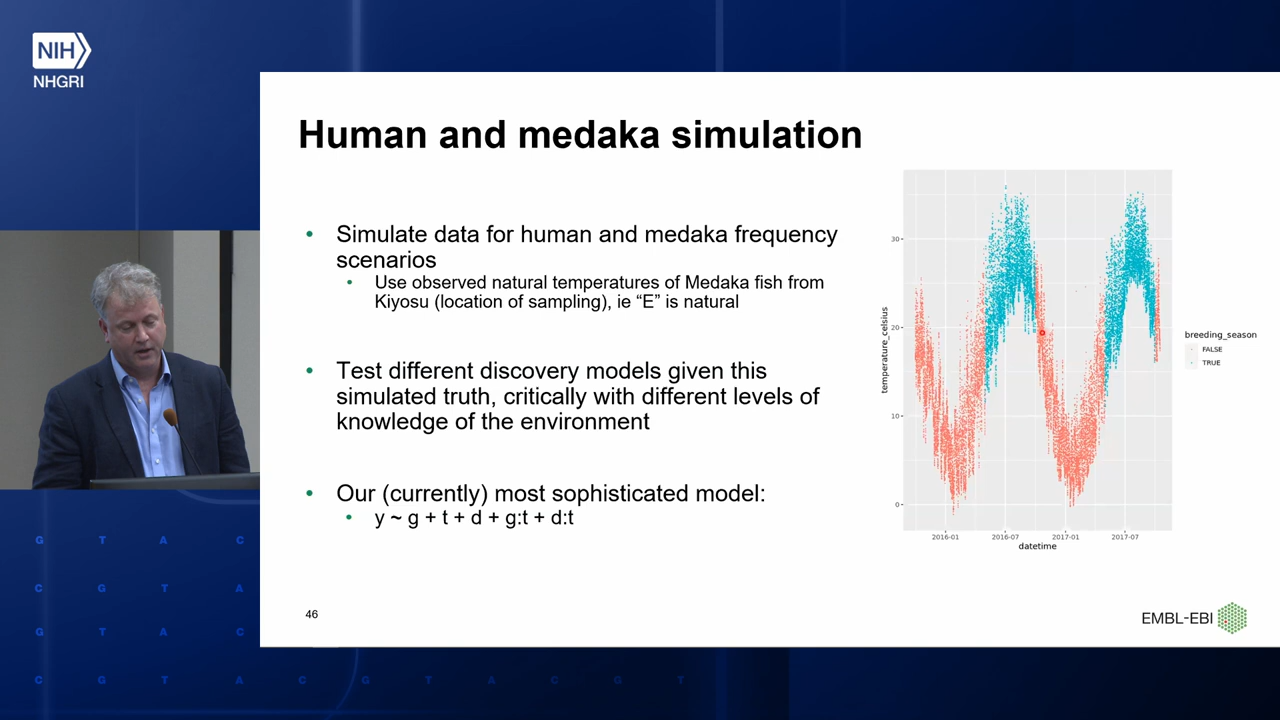 NIH
NHGRI
Human and medaka simulation
• Simulate data for human and medaka frequency
scenarios
• Use observed natural temperatures of Medaka fish from
Kiyosu (location of sampling), ie “E” is natural
• Test different discovery models given this
simulated truth, critically with different levels of
knowledge of the environment
• Our (currently) most sophisticated model:
• y ~ g + t + d + g:t + d:t
temperature_celsius
30
20
10
0
2016-01 2016-07 2017-01 2017-07
datetime
breeding_season
FALSE
TRUE
46
EMBL-EBI
G T A C
C G T A
G T A C
C G T A C G T A C G T